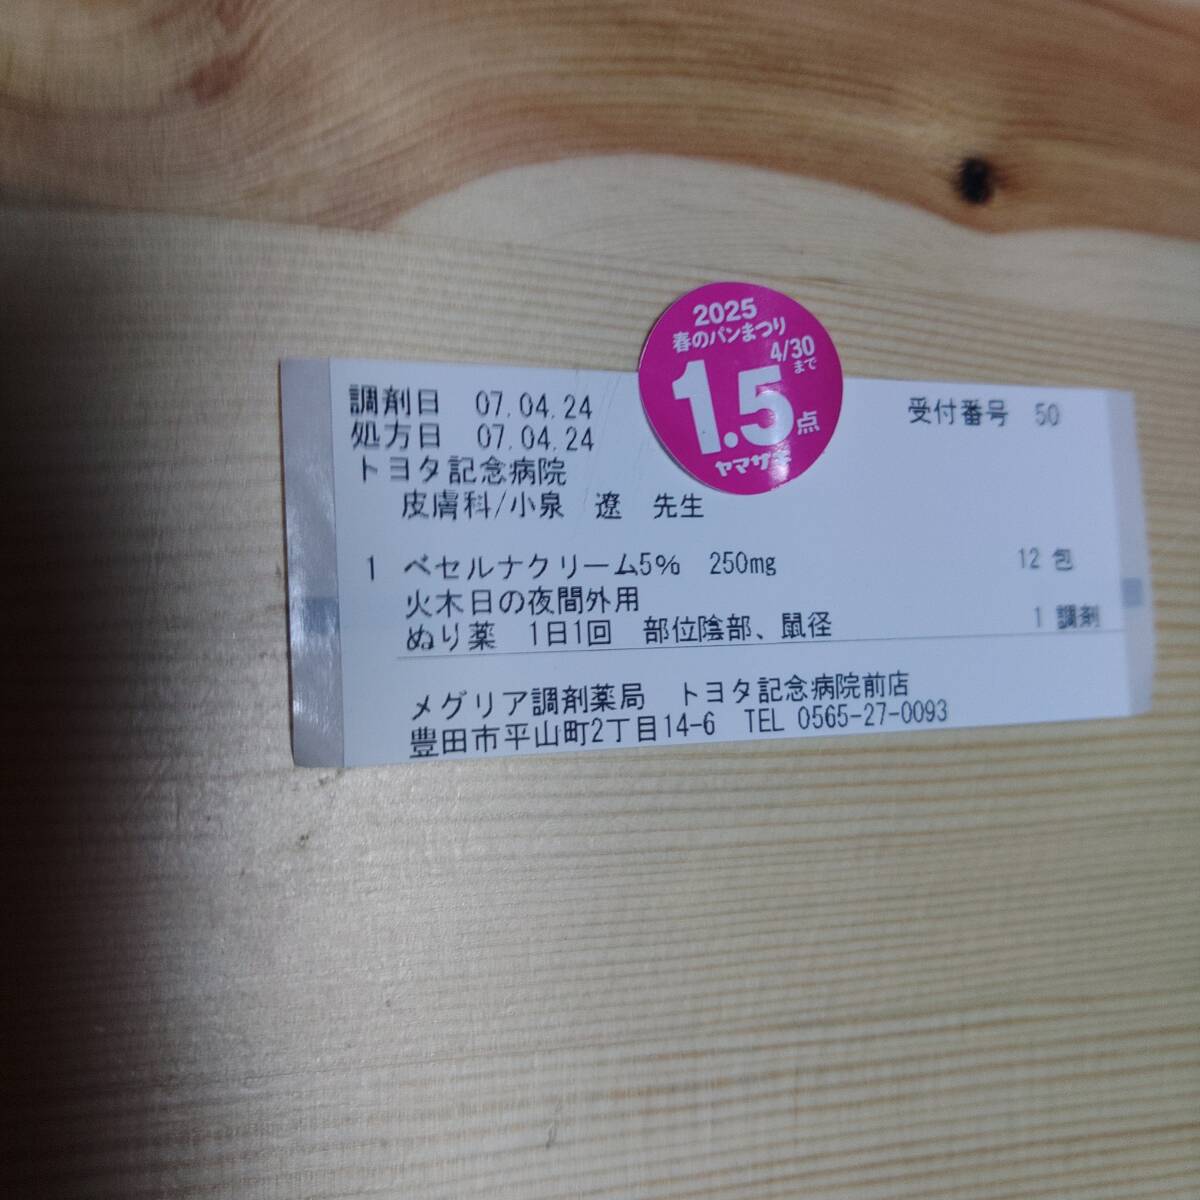 2025
春のパンまつり
4/30
まで
1.5点
ヤマザキ
調剤日 07.04.24
受付番号 50
処方日 07.04.24
トヨタ記念病院
皮膚科/小泉 遼 先生
1 ベセルナクリーム5% 250mg 12 包
火木日の夜間外用
ぬり薬 1日1回 部位陰部、鼠径 1 調剤
メグリア調剤薬局 トヨタ記念病院前店
豊田市平山町2丁目14-6 TEL 0565-27-0093